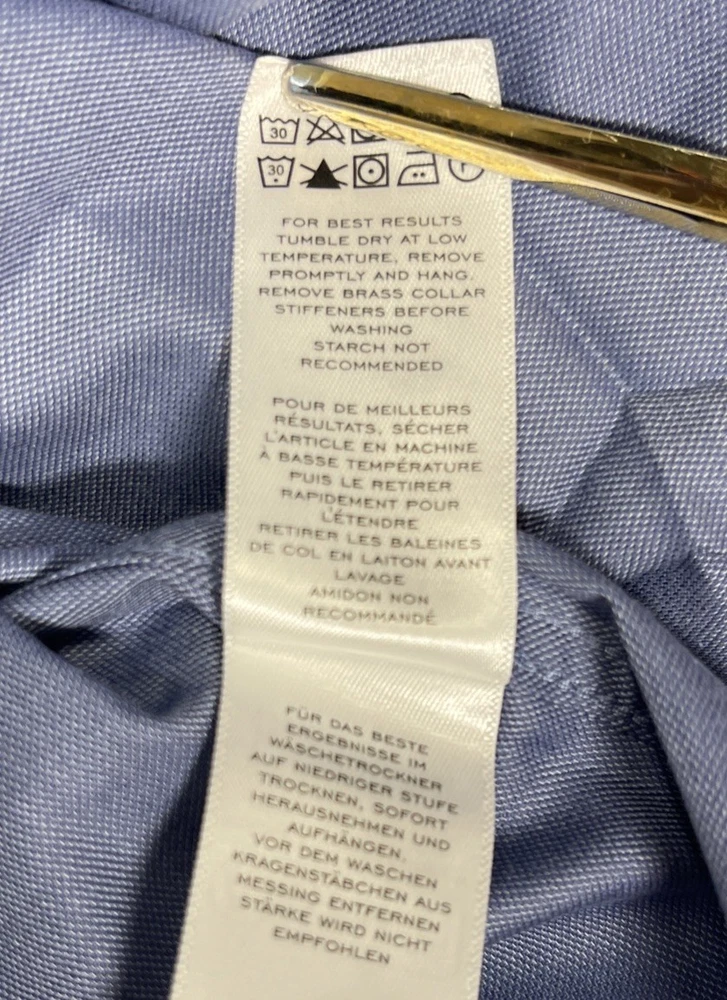 30
30
FOR BEST RESULTS
TUMBLE DRY AT LOW
TEMPERATURE, REMOVE
PROMPTLY AND HANG.
REMOVE BRASS COLLAR
STIFFENERS BEFORE
WASHING
STARCH NOT
RECOMMENDED
POUR DE MEILLEURS
RÉSULTATS, SÉCHER
L'ARTICLE EN MACHINE
À BASSE TEMPÉRATURE
PUIS LE RETIRER
RAPIDEMENT POUR
L'ÉTENDRE
RETIRER LES BALEINES
DE COL EN LAITON AVANT
LAVAGE
AMIDON NON
RECOMMANDÉ
FÜR DAS BESTE
ERGEBNISSE IM
WÄSCHETROCKNER
AUF NIEDRIGER STUFE
TROCKNEN, SOFORT
HERAUSNEHMEN UND
AUFHÄNGEN.
VOR DEM WASCHEN
KRAGENSTÄBCHEN AUS
MESSING ENTFERNEN
STÄRKE WIRD NICHT
EMPFOHLEN